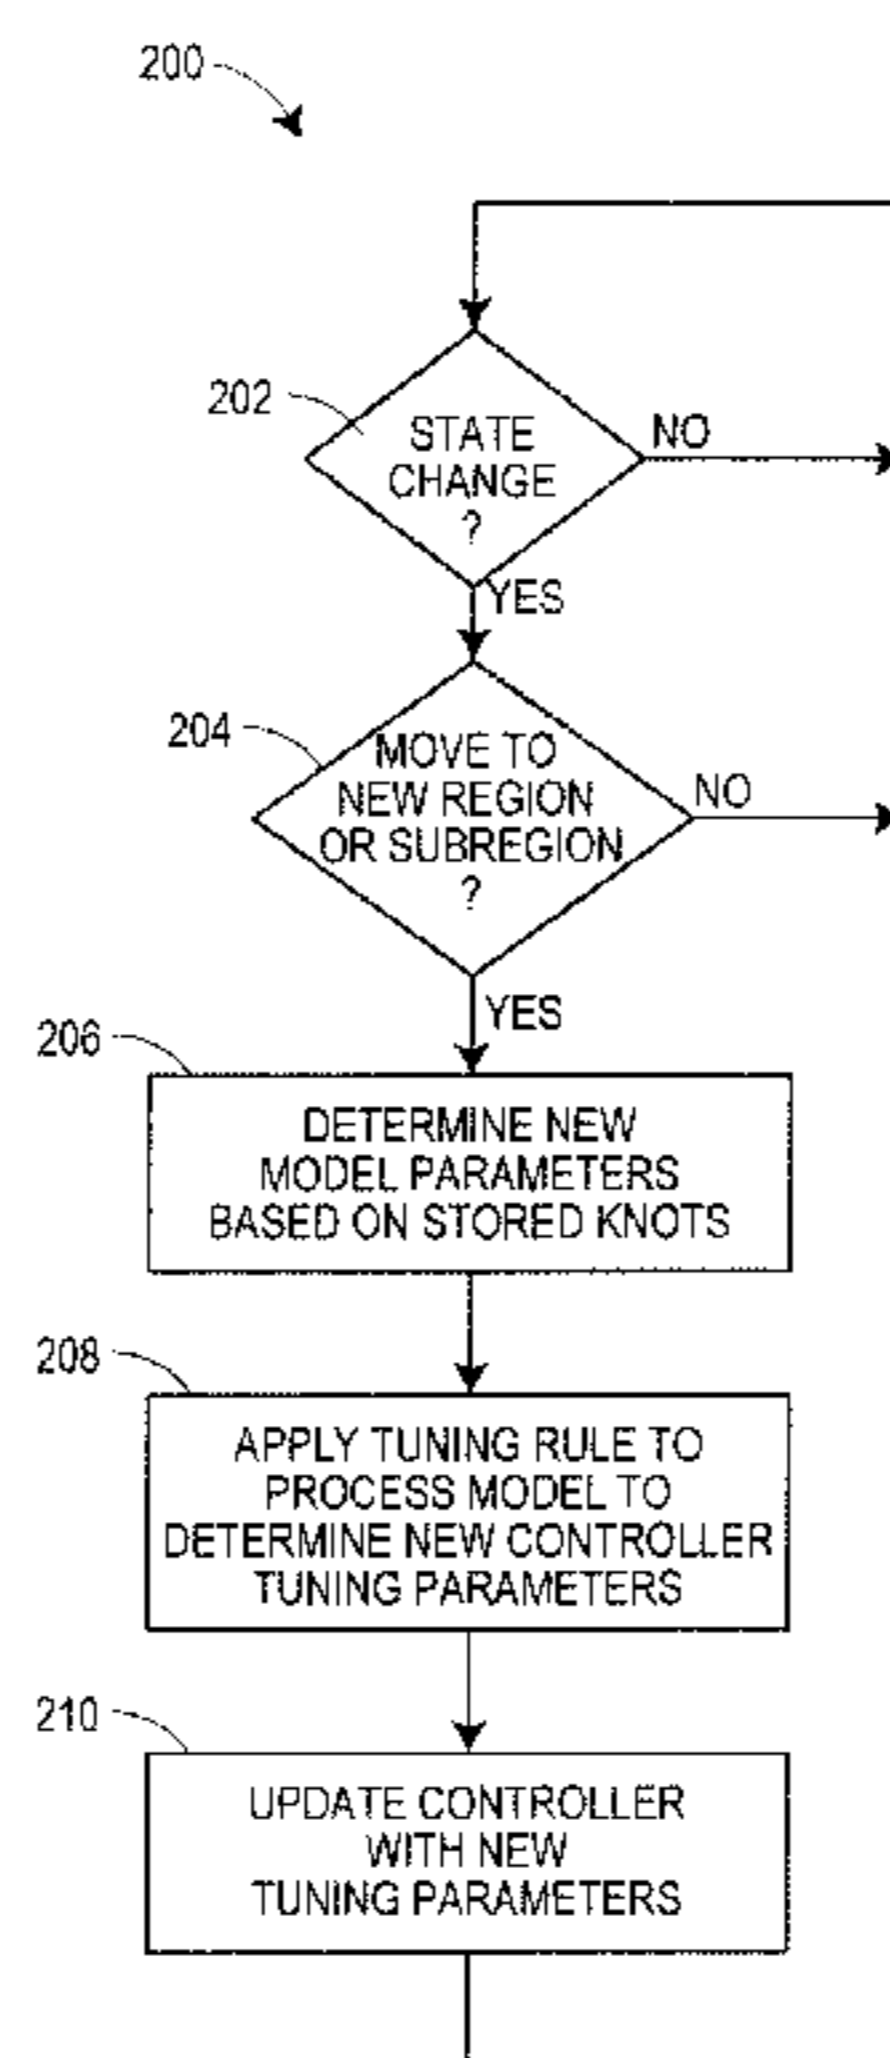 200
202
STATE
CHANGE
?
NO
YES
204
MOVE TO
NEW REGION
OR SUBREGION
?
NO
YES
206
DETERMINE NEW
MODEL PARAMETERS
BASED ON STORED KNOTS
208
APPLY TUNING RULE TO
PROCESS MODEL TO
DETERMINE NEW CONTROLLER
TUNING PARAMETERS
210
UPDATE CONTROLLER
WITH NEW
TUNING PARAMETERS